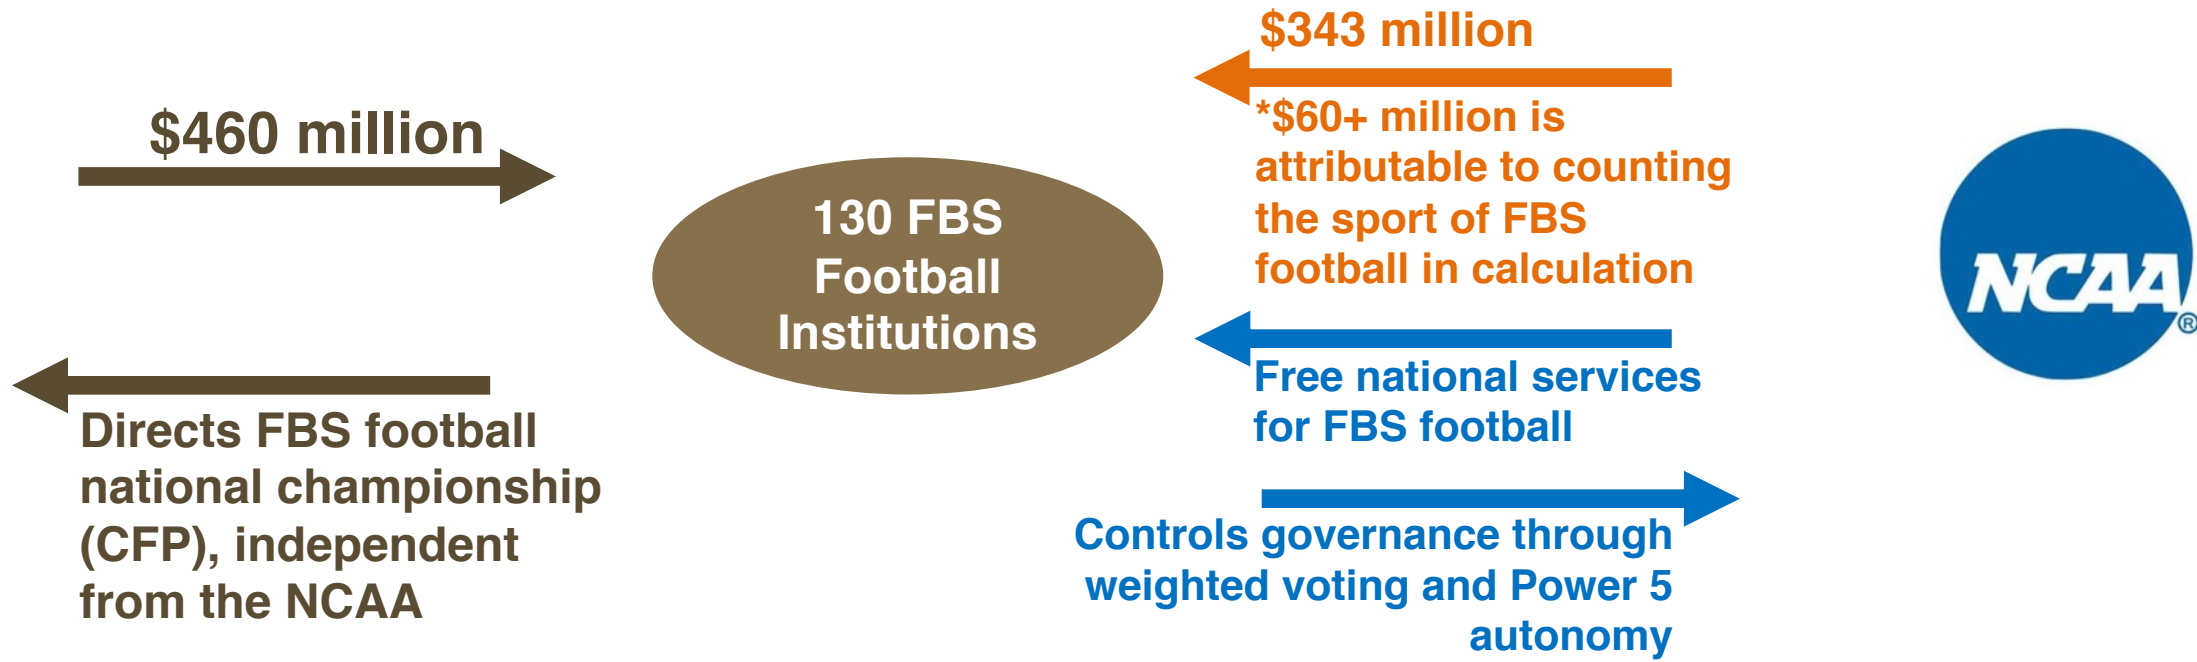 $460 million
Directs FBS football
national championship
(CFP), independent
from the NCAA
130 FBS
Football
Institutions
$343 million
*$60+ million is
attributable to counting
the sport of FBS
football in calculation
Free national services
for FBS football
Controls governance through
weighted voting and Power 5
autonomy
NCAA®